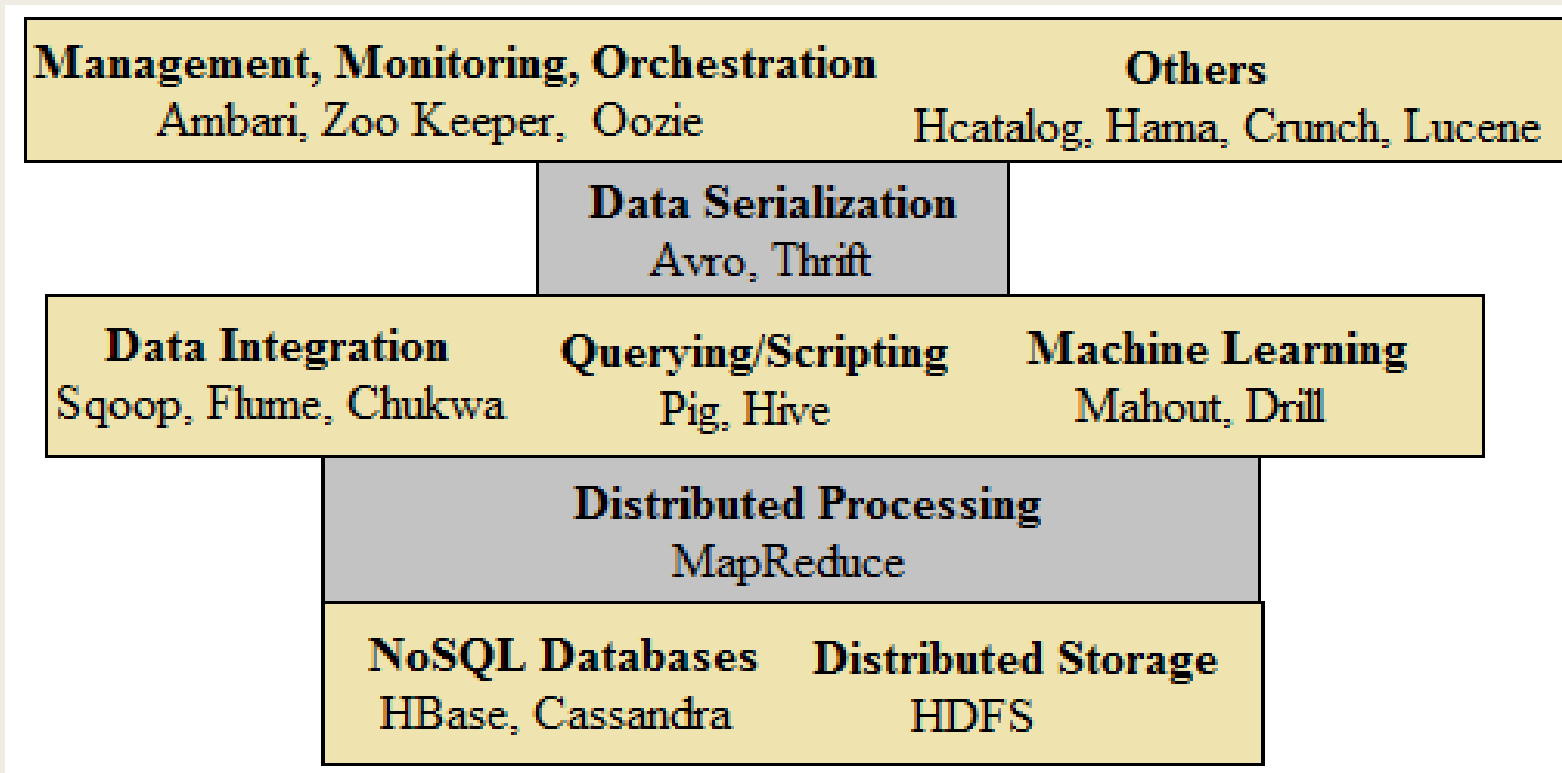 Management, Monitoring, Orchestration
Ambari, Zoo Keeper, Oozie
Others
Hcatalog, Hama, Crunch, Lucene
Data Serialization
Avro, Thrift
Data Integration
Sqoop, Flume, Chukwa
Querying/Scripting
Pig, Hive
Machine Learning
Mahout, Drill
Distributed Processing
MapReduce
NoSQL Databases
HBase, Cassandra
Distributed Storage
HDFS